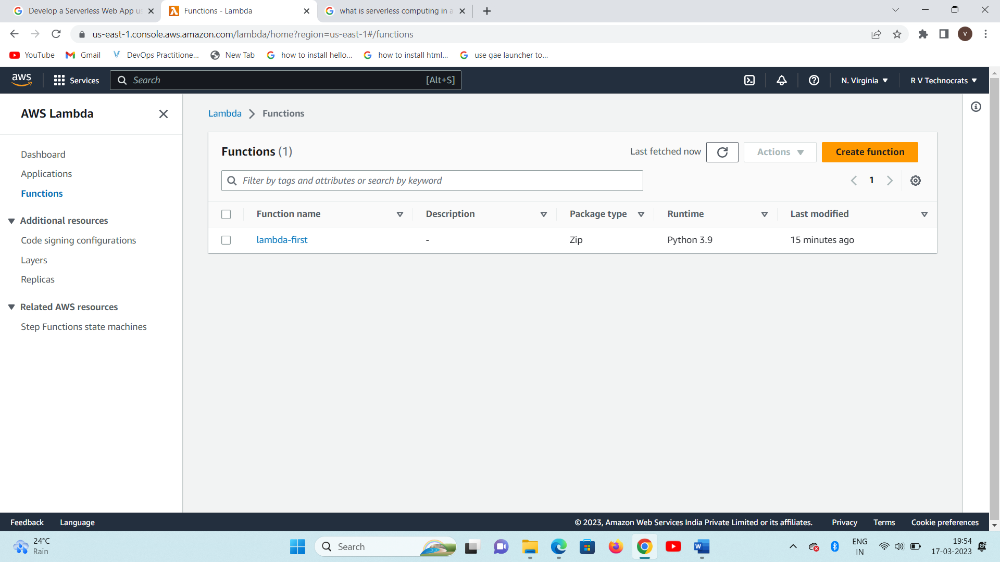 Develop a Serverless Web App us
Functions - Lambda
what is serverless computing in a
us-east-1.console.aws.amazon.com/lambda/home?region=us-east-1#/functions
V
YouTube
Gmail
DevOps Practitione...
New Tab
how to install hello...
how to install html...
use gae launcher to...
aws
Services
Search
[Alt+S]
N. Virginia
R V Technocrats
AWS Lambda
Dashboard
Applications
Functions
Additional resources
Code signing configurations
Layers
Replicas
Related AWS resources
Step Functions state machines
Lambda
Functions
Functions (1)
Last fetched now
Actions
Create function
Filter by tags and attributes or search by keyword
1
Function name
Description
Package type
Runtime
Last modified
lambda-first
-
Zip
Python 3.9
15 minutes ago
Feedback
Language
© 2023, Amazon Web Services India Private Limited or its affiliates.
Privacy
Terms
Cookie preferences
24°C
Rain
Search
W
ENG
IN
19:54
17-03-2023